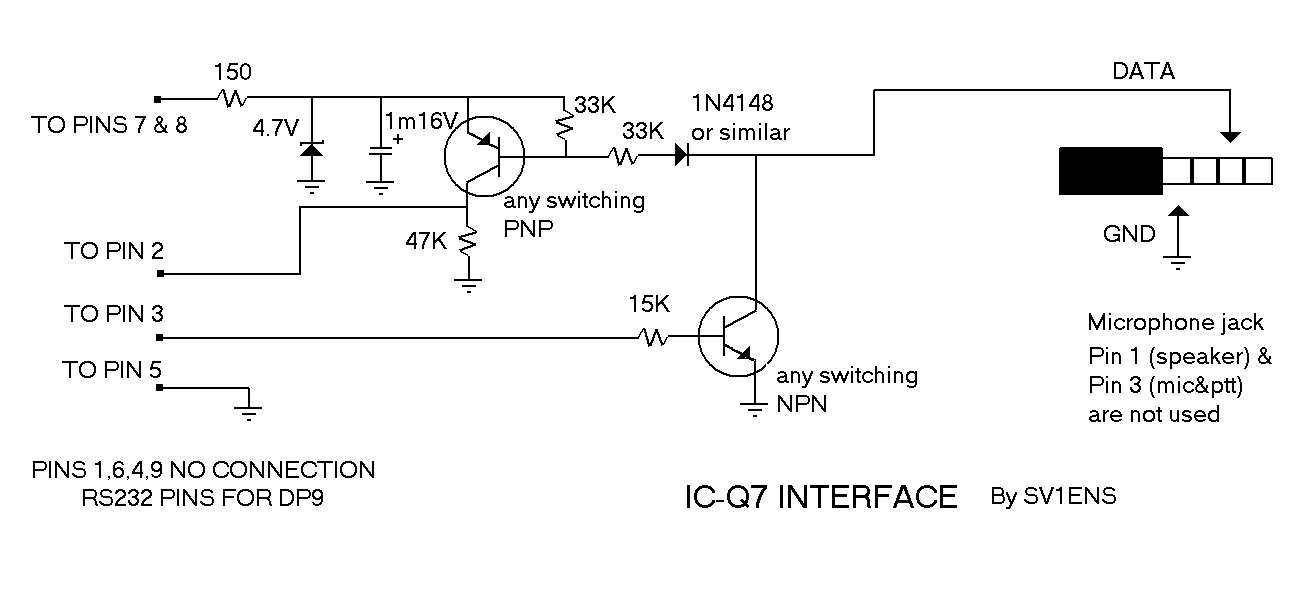 150
DATA
TO PINS 7 & 8
4.7V
1m16V
+
33K
33K
1N4148
or similar
any switching
PNP
GND
TO PIN 2
47K
TO PIN 3
15K
TO PIN 5
any switching
NPN
Microphone jack
Pin 1 (speaker) &
Pin 3 (mic&ptt)
are not used
PINS 1,6,4,9 NO CONNECTION
RS232 PINS FOR DP9
IC-Q7 INTERFACE By SV1ENS